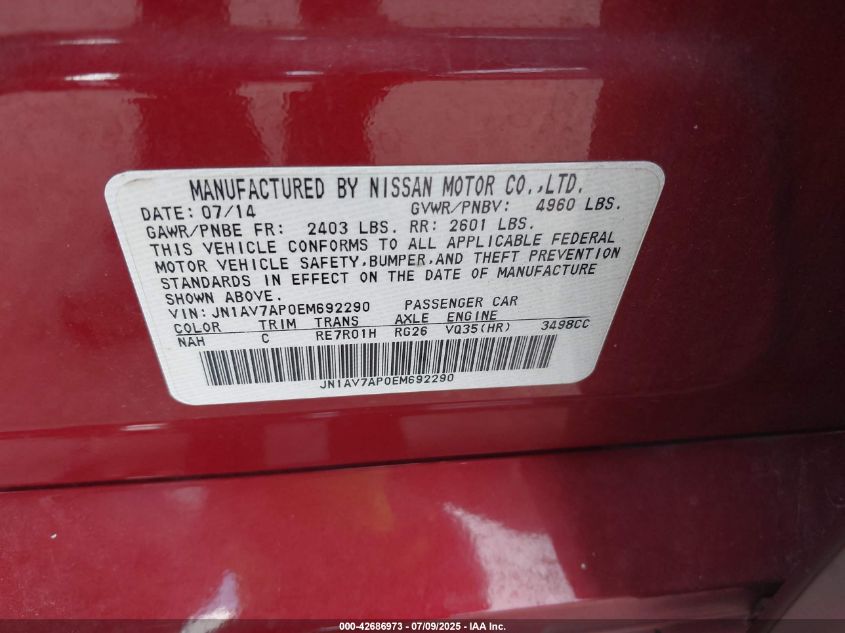 MANUFACTURED BY NISSAN MOTOR CO.,LTD.
DATE: 07/14 GVWR/PNBV: 4960 LBS.
GAWR/PNBE FR: 2403 LBS. RR: 2601 LBS.
THIS VEHICLE CONFORMS TO ALL APPLICABLE FEDERAL
MOTOR VEHICLE SAFETY,BUMPER,AND THEFT PREVENTION
STANDARDS IN EFFECT ON THE DATE OF MANUFACTURE
SHOWN ABOVE.
VIN: JN1AV7AP0EM692290 PASSENGER CAR
COLOR TRIM TRANS AXLE ENGINE
NAH C RE7R01H RG26 VQ35(HR) 3498CC
JN1AV7AP0EM692290
000-42686973 | 07/09/2025 - IAA Inc.